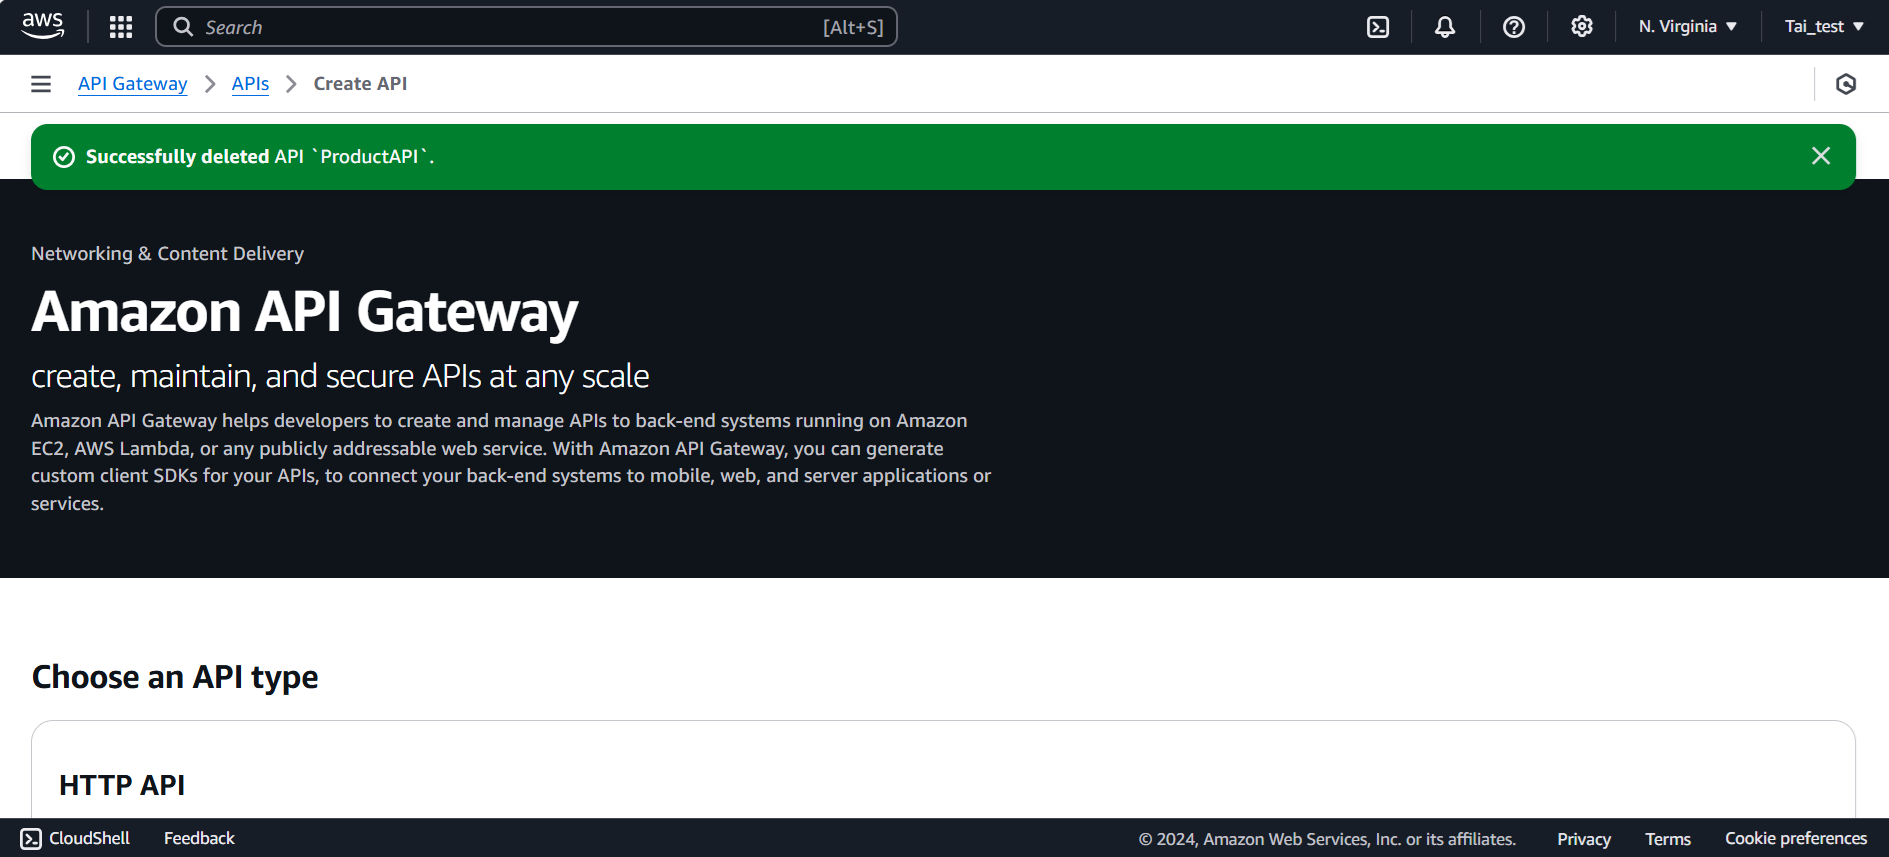 aws
Search [Alt+S]
N. Virginia
Tai_test
API Gateway
APIs
Create API
Successfully deleted API `ProductAPI`.
Networking & Content Delivery
Amazon API Gateway
create, maintain, and secure APIs at any scale
Amazon API Gateway helps developers to create and manage APIs to back-end systems running on Amazon
EC2, AWS Lambda, or any publicly addressable web service. With Amazon API Gateway, you can generate
custom client SDKs for your APIs, to connect your back-end systems to mobile, web, and server applications or
services.
Choose an API type
HTTP API
CloudShell
Feedback
© 2024, Amazon Web Services, Inc. or its affiliates.
Privacy
Terms
Cookie preferences